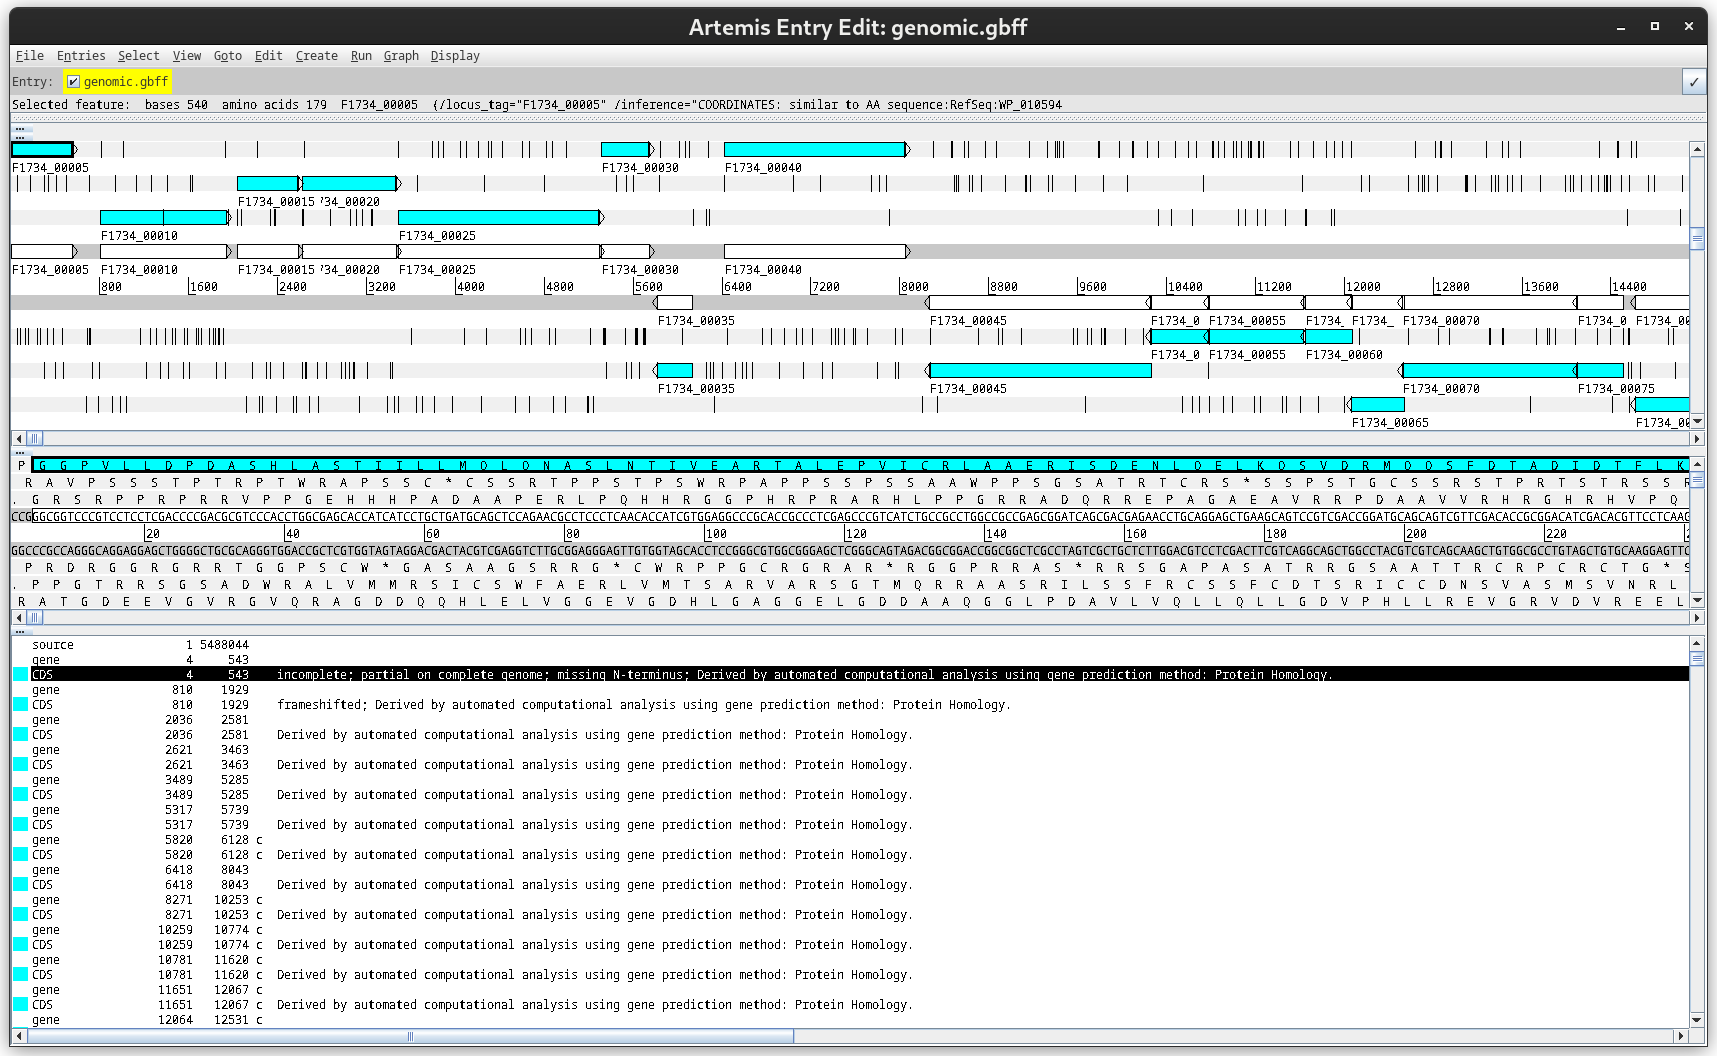 Artemis Entry Edit: genomic.gbff
File Entries Select View Goto Edit Create Run Graph Display
Entry: genomic.gbff
Selected feature: bases 540 amino acids 179 F1734_00005 (/locus_tag="F1734_00005" /inference="COORDINATES: similar to AA sequence:RefSeq:WP_010594
F1734_00005 F1734_00030 F1734_00040
F1734_00015 734_00020
F1734_00010 F1734_00025
F1734_00005 F1734_00010 F1734_00015 734_00020 F1734_00025 F1734_00030 F1734_00040
800 1600 2400 3200 4000 4800 5600 6400 7200 8000 8800 9600 10400 11200 12000 12800 13600 14400
F1734_00035 F1734_00045 F1734_0 F1734_00055 F1734_ F1734_ F1734_00070 F1734_0 F1734_00
F1734_0 F1734_00055 F1734_00060
F1734_00035 F1734_00045 F1734_00070 F1734_00075
F1734_00065 F1734_00
20 40 60 80 100 120 140 160 180 200 220
source 1 5488044
gene 4 543
CDS 4 543 incomplete; partial on complete genome; missing N-terminus; Derived by automated computational analysis using gene prediction method: Protein Homology.
gene 810 1929
CDS 810 1929 frameshifted; Derived by automated computational analysis using gene prediction method: Protein Homology.
gene 2036 2581
CDS 2036 2581 Derived by automated computational analysis using gene prediction method: Protein Homology.
gene 2621 3463
CDS 2621 3463 Derived by automated computational analysis using gene prediction method: Protein Homology.
gene 3489 5285
CDS 3489 5285 Derived by automated computational analysis using gene prediction method: Protein Homology.
gene 5317 5739
CDS 5317 5739 Derived by automated computational analysis using gene prediction method: Protein Homology.
gene 5820 6128 c
CDS 5820 6128 c Derived by automated computational analysis using gene prediction method: Protein Homology.
gene 6418 8043
CDS 6418 8043 Derived by automated computational analysis using gene prediction method: Protein Homology.
gene 8271 10253 c
CDS 8271 10253 c Derived by automated computational analysis using gene prediction method: Protein Homology.
gene 10259 10774 c
CDS 10259 10774 c Derived by automated computational analysis using gene prediction method: Protein Homology.
gene 10781 11620 c
CDS 10781 11620 c Derived by automated computational analysis using gene prediction method: Protein Homology.
gene 11651 12067 c
CDS 11651 12067 c Derived by automated computational analysis using gene prediction method: Protein Homology.
gene 12064 12531 c